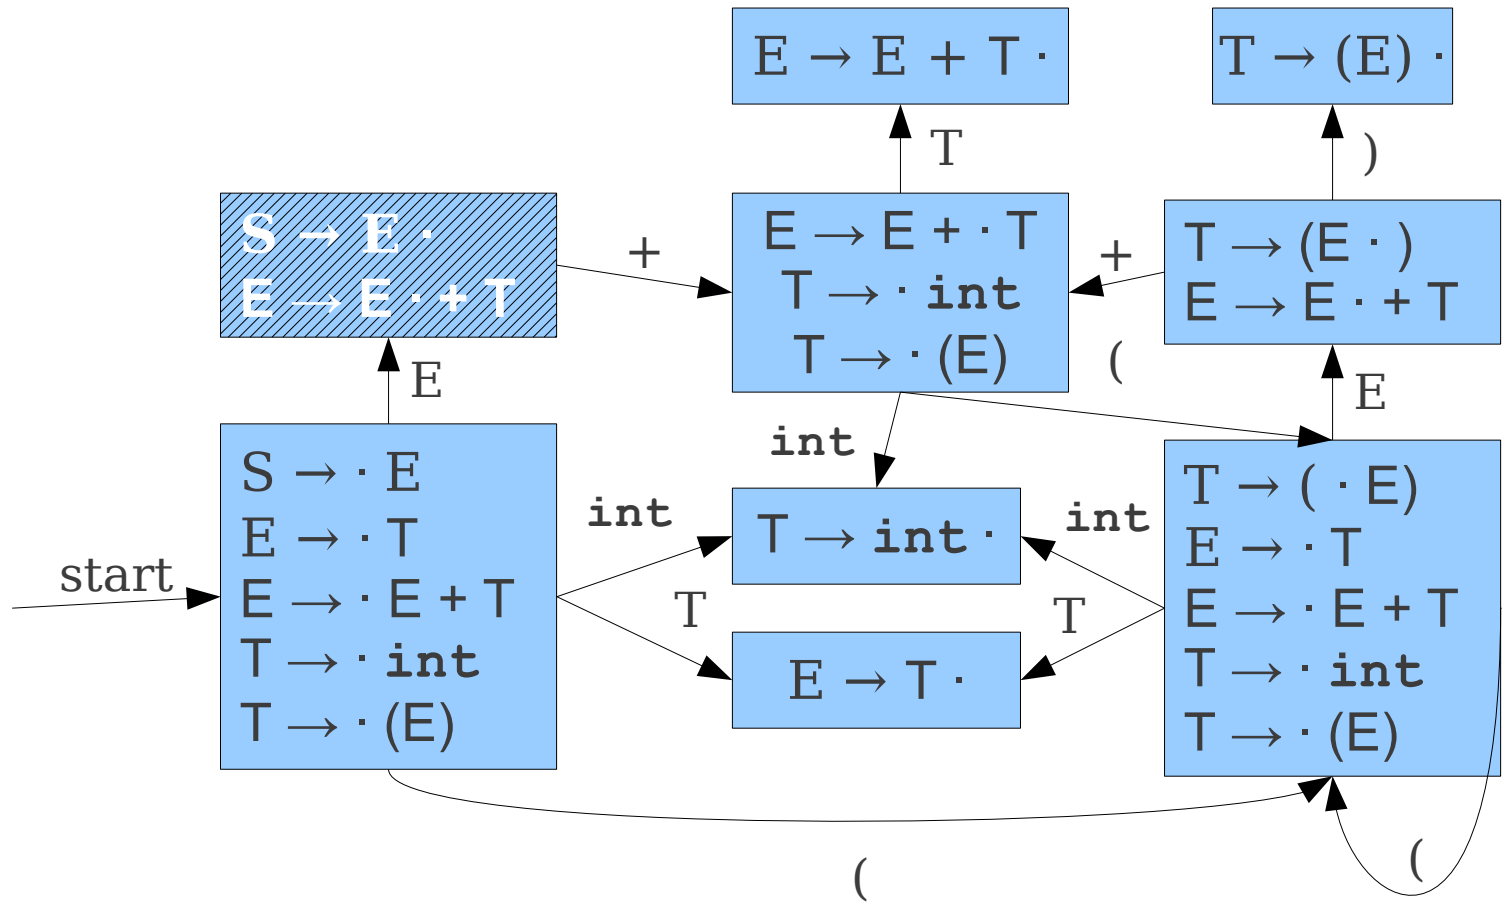 E → E + T ·
T → (E) ·
T
)
S → E ·
E → E · + T
+
E → E + · T
T → · int
T → · (E)
+
T → (E · )
E → E · + T
E
(
E
int
S → · E
E → · T
E → · E + T
T → · int
T → · (E)
start
int
T
T → int ·
E → T ·
int
T
T → ( · E)
E → · T
E → · E + T
T → · int
T → · (E)
(
(